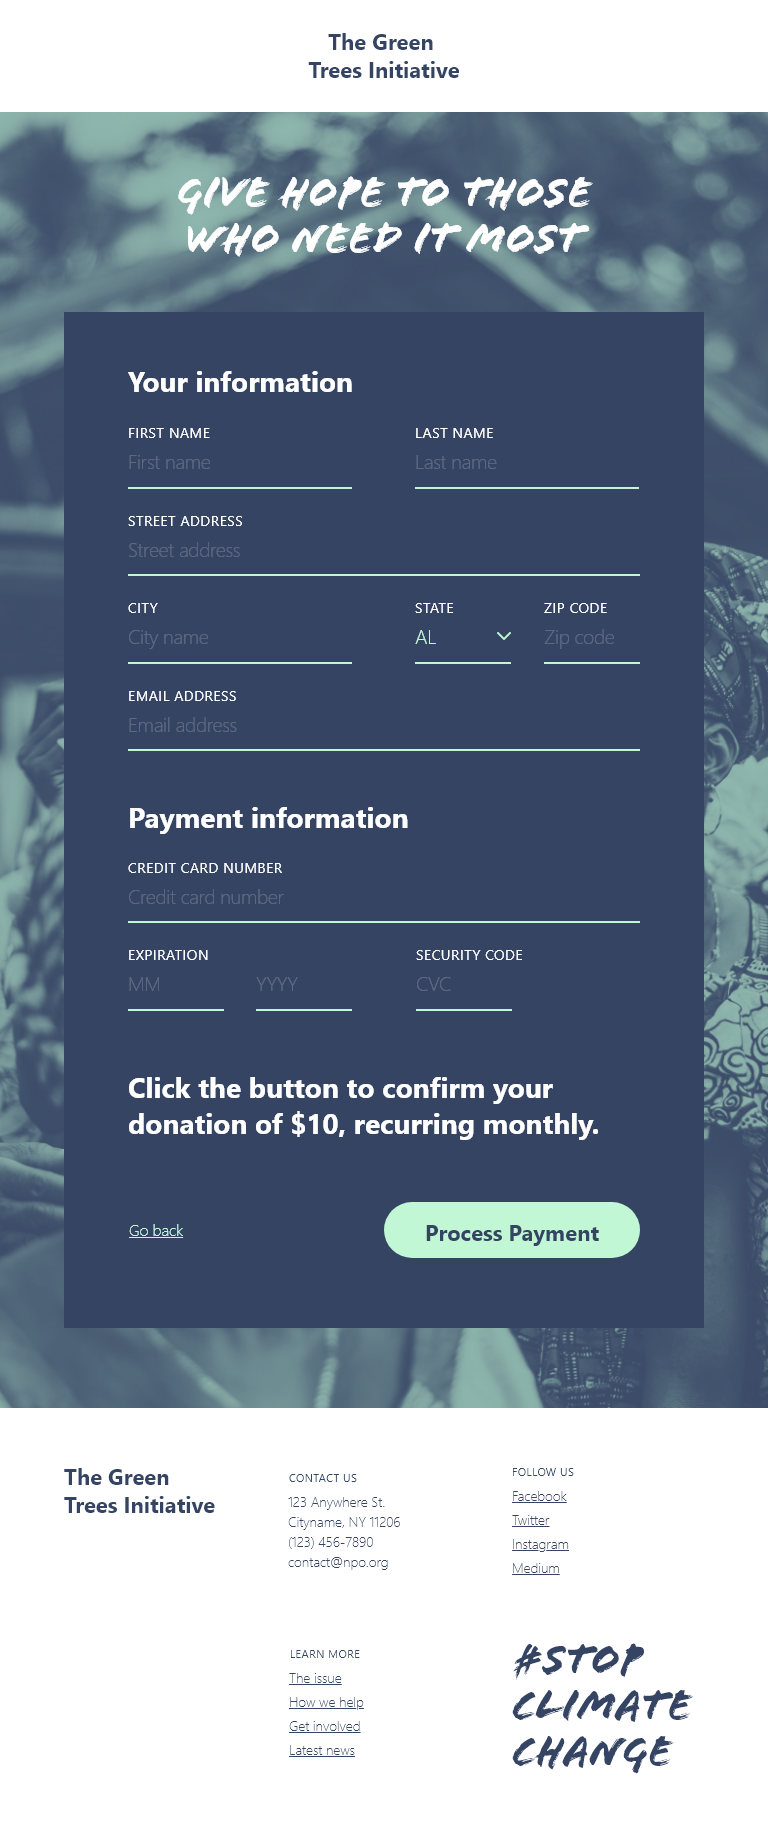 The Green
Trees Initiative
GIVE HOPE TO THOSE
WHO NEED IT MOST
Your information
FIRST NAME
First name
LAST NAME
Last name
STREET ADDRESS
Street address
CITY
City name
STATE
AL
ZIP CODE
Zip code
EMAIL ADDRESS
Email address
Payment information
CREDIT CARD NUMBER
Credit card number
EXPIRATION
MM
YYYY
SECURITY CODE
CVC
Click the button to confirm your
donation of $10, recurring monthly.
Go back
Process Payment
The Green
Trees Initiative
CONTACT US
123 Anywhere St.
Cityname, NY 11206
(123) 456-7890
contact@npo.org
FOLLOW US
Facebook
Twitter
Instagram
Medium
LEARN MORE
The issue
How we help
Get involved
Latest news
#STOP
CLIMATE
CHANGE